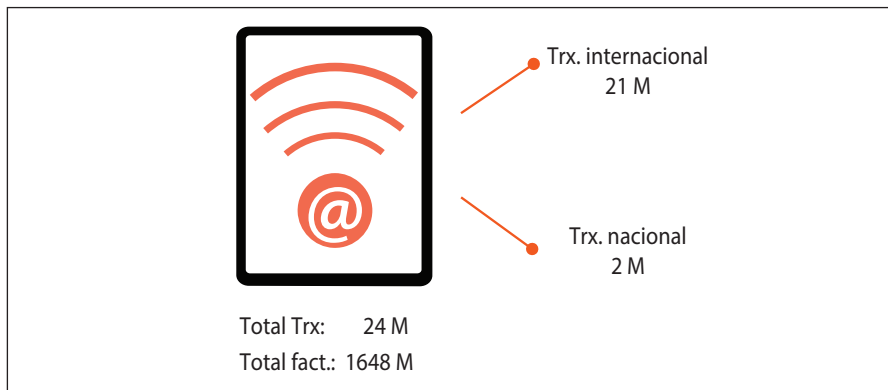 Trx. internacional
21 M
@
Trx. nacional
2 M
Total Trx: 24 M
Total fact.: 1648 M